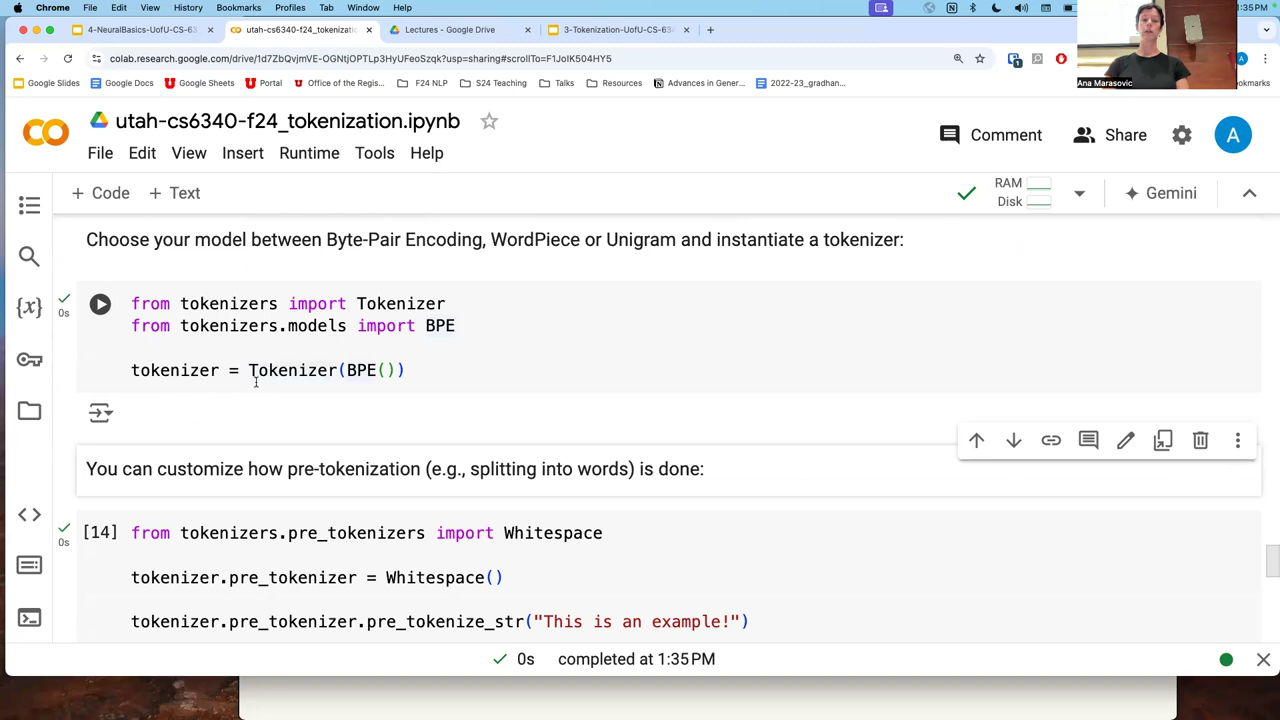 Chrome File Edit View History Bookmarks Profiles Tab Window Help 1:35 PM
4-NeuralBasics-UofU-CS-63 utah-cs6340-f24_tokenizatio Lectures - Google Drive 3-Tokenization-UofU-CS-634
colab.research.google.com/drive/1d7ZbQvjmVE-OGNtjOPTLp3HyUFeoSzqk?usp=sharing#scrollTo=F1JoIK504HY5
Google Slides Google Docs Google Sheets Portal Office of the Regis... F24 NLP S24 Teaching Talks Resources Advances in Gener... 2022-23_gradhan... Bookmarks
Ana Marasovic
utah-cs6340-f24_tokenization.ipynb
Comment Share A
File Edit View Insert Runtime Tools Help
+ Code + Text RAM Disk Gemini
Choose your model between Byte-Pair Encoding, WordPiece or Unigram and instantiate a tokenizer:
0s
from tokenizers import Tokenizer
from tokenizers.models import BPE
tokenizer = Tokenizer(BPE())
You can customize how pre-tokenization (e.g., splitting into words) is done:
0s
[14] from tokenizers.pre_tokenizers import Whitespace
tokenizer.pre_tokenizer = Whitespace()
tokenizer.pre_tokenizer.pre_tokenize_str("This is an example!")
0s completed at 1:35 PM